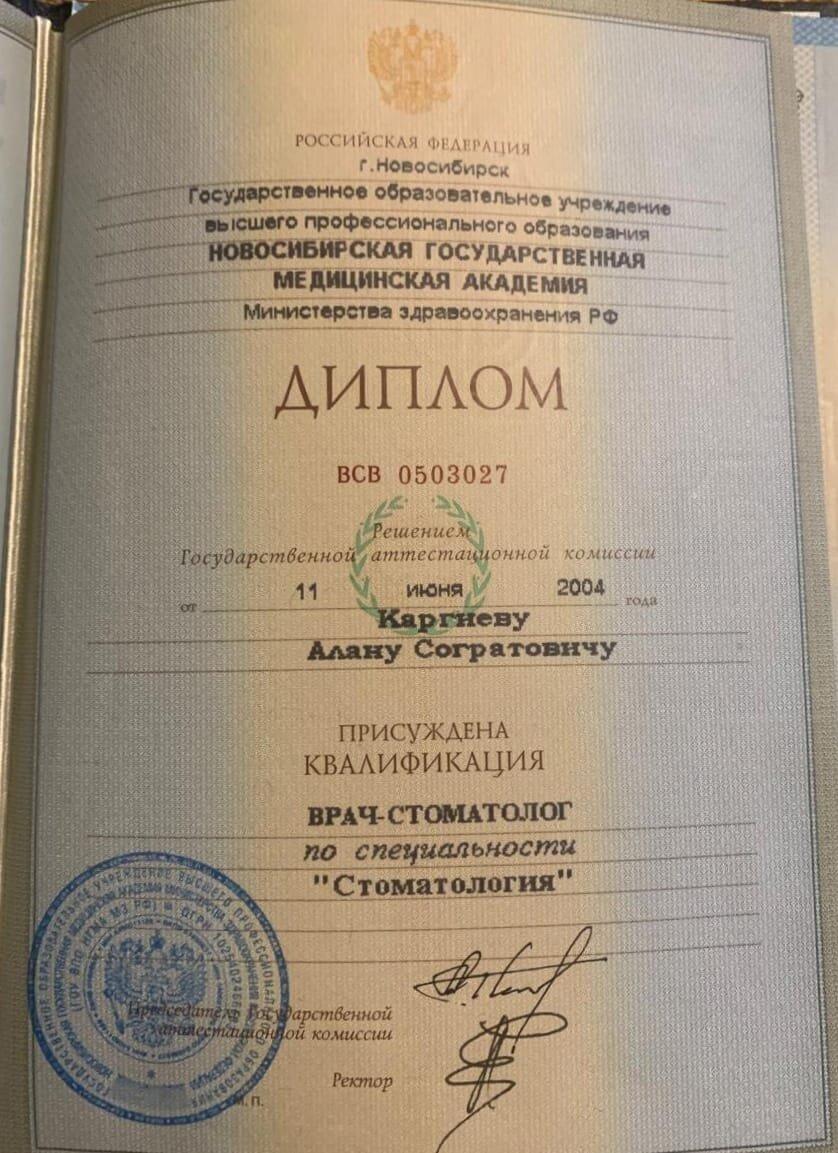 РОССИЙСКАЯ ФЕДЕРАЦИЯ
г.Новосибирск
Государственное образовательное учреждение
высшего профессионального образования
НОВОСИБИРСКАЯ ГОСУДАРСТВЕННАЯ
МЕДИЦИНСКАЯ АКАДЕМИЯ
Министерства здравоохранения РФ
ДИПЛОМ
ВСВ 0503027
Решением
Государственной аттестационной комиссии
от 11 июня 2004 года
Каргиеву
Алану Согратовичу
ПРИСУЖДЕНА
КВАЛИФИКАЦИЯ
ВРАЧ-СТОМАТОЛОГ
по специальности
"Стоматология"
Председатель Государственной
аттестационной комиссии
Ректор
М.П.